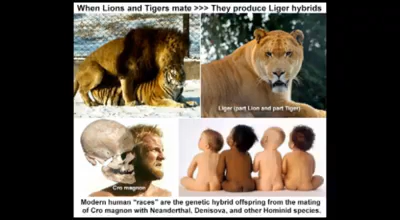 When Lions and Tigers mate >>> They produce Liger hybrids
Liger (part Lion and part Tiger)
Cro magnon
Modern human "races" are the genetic hybrid offspring from the mating
of Cro magnon with Neanderthal, Denisova, and other Hominid species.